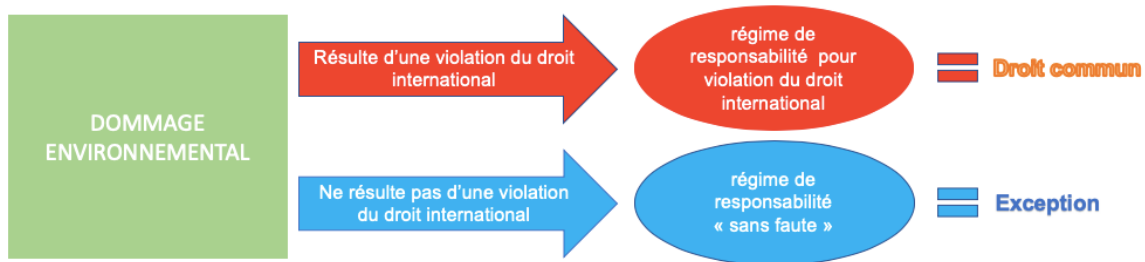 DOMMAGE
ENVIRONNEMENTAL
Résulte d’une violation du droit
international
régime de
responsabilité pour
violation du droit
international
Droit commun
Ne résulte pas d’une violation
du droit international
régime de
responsabilité
« sans faute »
Exception